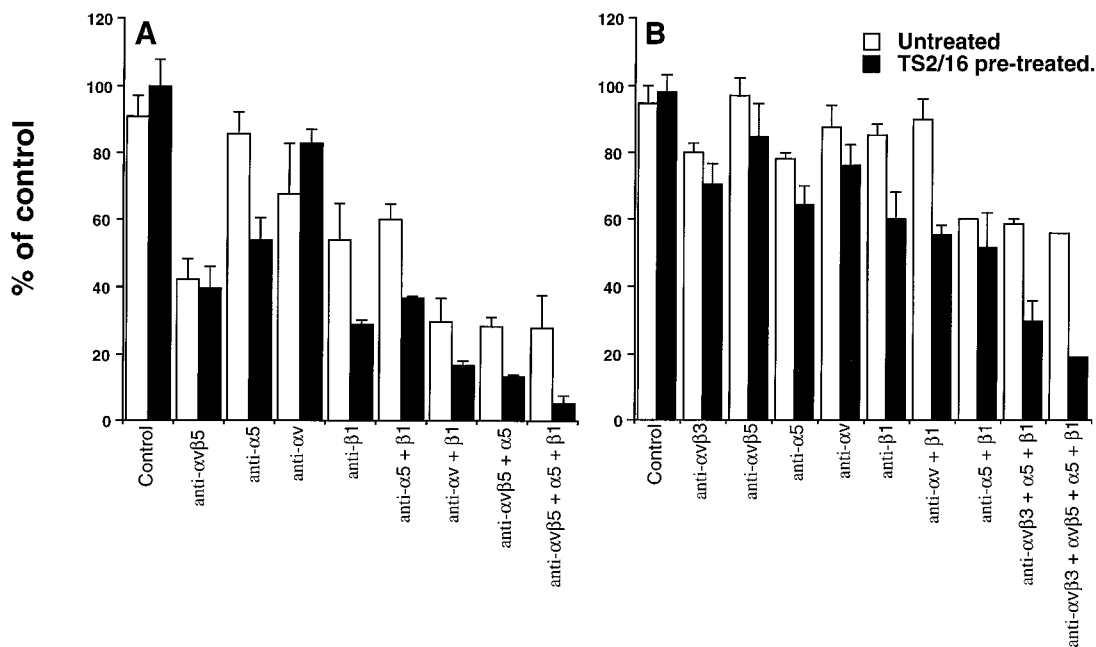 % of control
A
120
100
80
60
40
20
0
Control
anti-αvβ5
anti-α5
anti-αv
anti-β1
anti-α5 + β1
anti-αv + β1
anti-αvβ5 + α5
anti-αvβ5 + α5 + β1
B
Untreated
TS2/16 pre-treated.
120
100
80
60
40
20
0
Control
anti-αvβ3
anti-αvβ5
anti-α5
anti-αv
anti-β1
anti-αv + β1
anti-α5 + β1
anti-αvβ3 + α5 + β1
anti-αvβ3 + αvβ5 + α5 + β1